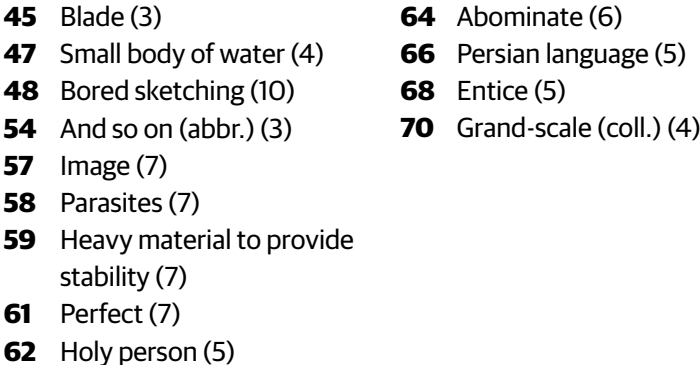 45 Blade (3)
47 Small body of water (4)
48 Bored sketching (10)
54 And so on (abbr.) (3)
57 Image (7)
58 Parasites (7)
59 Heavy material to provide
stability (7)
61 Perfect (7)
62 Holy person (5)
64 Abominate (6)
66 Persian language (5)
68 Entice (5)
70 Grand-scale (coll.) (4)